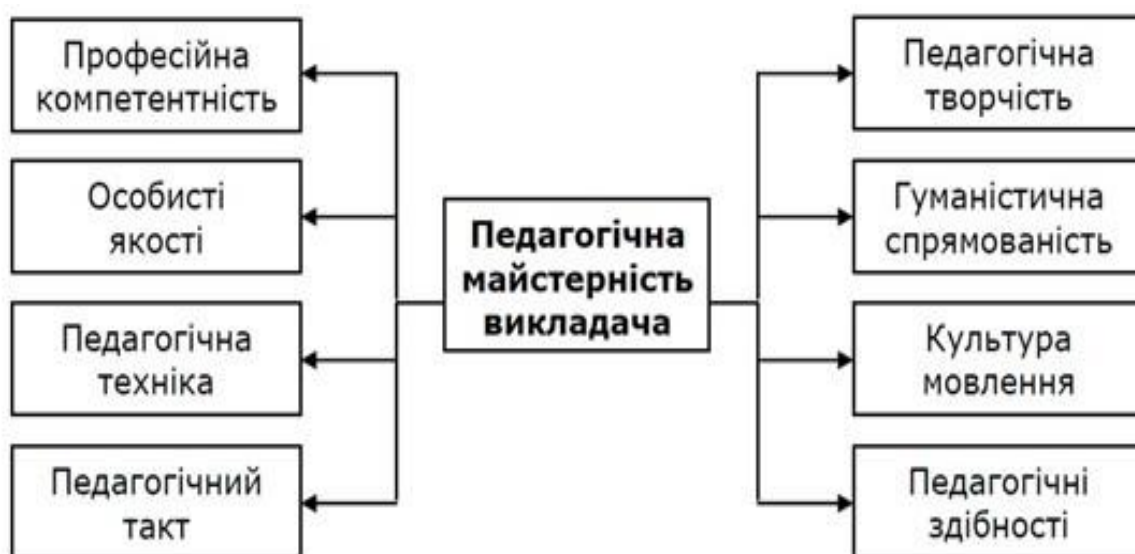 Професійна
компетентність
Особисті
якості
Педагогічна
техніка
Педагогічний
такт
Педагогічна
майстерність
викладача
Педагогічна
творчість
Гуманістична
спрямованість
Культура
мовлення
Педагогічні
здібності